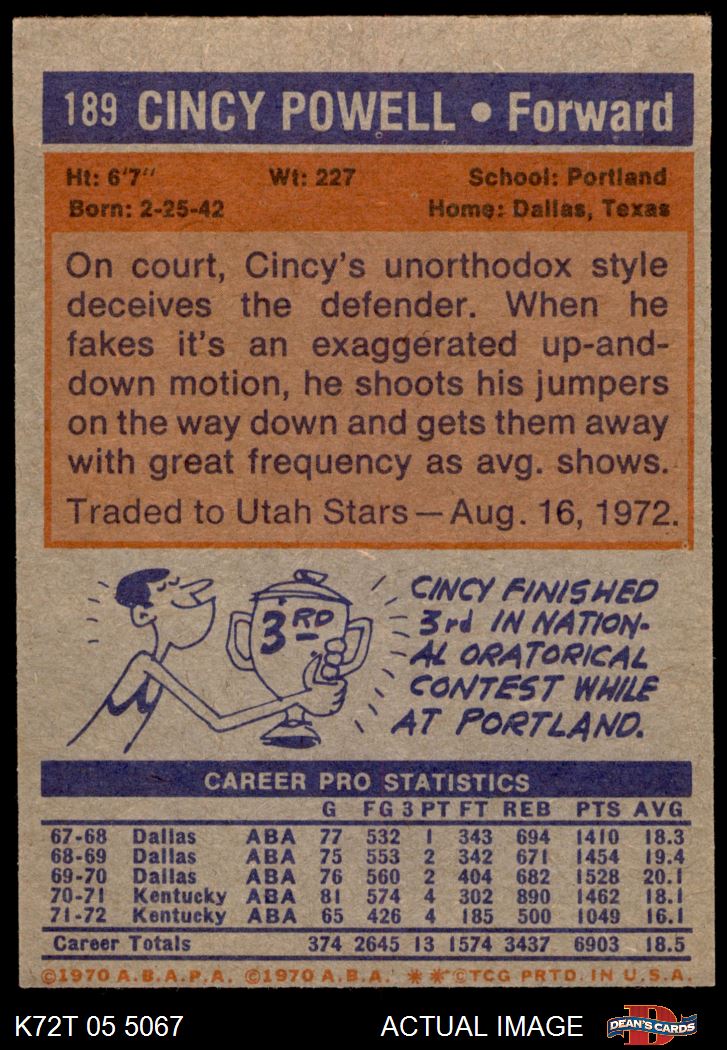 189 CINCY POWELL • Forward
Ht: 6'7" Wt: 227 School: Portland
Born: 2-25-42 Home: Dallas, Texas
On court, Cincy's unorthodox style
deceives the defender. When he
fakes it's an exaggerated up-and-
down motion, he shoots his jumpers
on the way down and gets them away
with great frequency as avg. shows.
Traded to Utah Stars — Aug. 16, 1972.
3RD
CINCY FINISHED
3rd IN NATION-
AL ORATORICAL
CONTEST WHILE
AT PORTLAND.
CAREER PRO STATISTICS
G FG 3 PT FT REB PTS AVG
67-68 Dallas ABA 77 532 1 343 694 1410 18.3
68-69 Dallas ABA 75 553 2 342 671 1454 19.4
69-70 Dallas ABA 76 560 2 404 682 1528 20.1
70-71 Kentucky ABA 81 574 4 302 890 1462 18.1
71-72 Kentucky ABA 65 426 4 185 500 1049 16.1
Career Totals 374 2645 13 1574 3437 6903 18.5
©1970 A.B.A.P.A. ©1970 A.B.A. * * ©TCG PRTD. IN U.S.A.
K72T 05 5067 ACTUAL IMAGE D DEAN'S CARDS